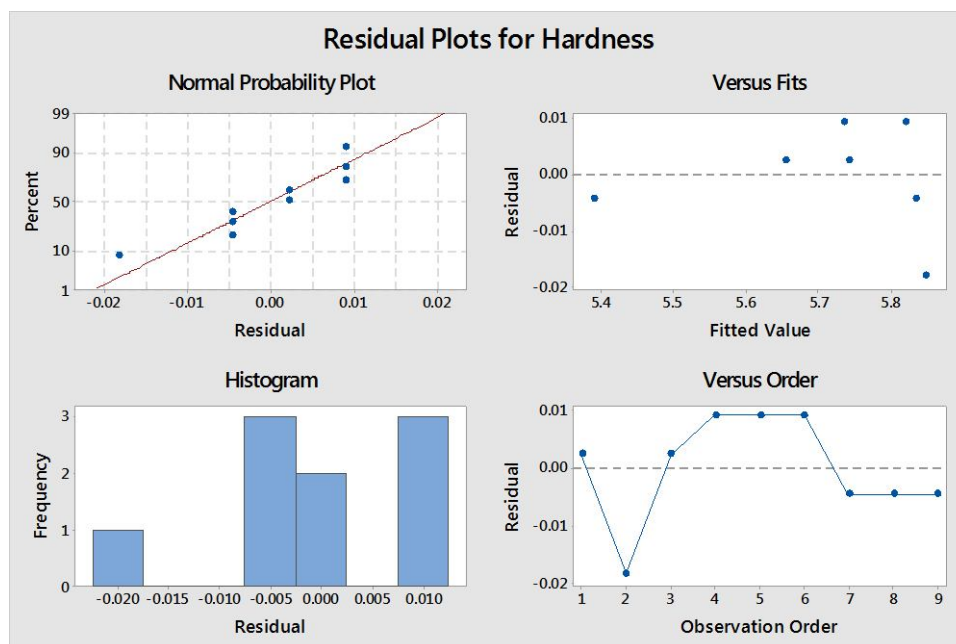 Residual Plots for Hardness
Normal Probability Plot
99
90
50
10
1
Percent
-0.02 -0.01 0.00 0.01 0.02
Residual
Versus Fits
0.01
0.00
-0.01
-0.02
Residual
5.4 5.5 5.6 5.7 5.8
Fitted Value
Histogram
3
2
1
0
Frequency
-0.020 -0.015 -0.010 -0.005 0.000 0.005 0.010
Residual
Versus Order
0.01
0.00
-0.01
-0.02
Residual
1 2 3 4 5 6 7 8 9
Observation Order